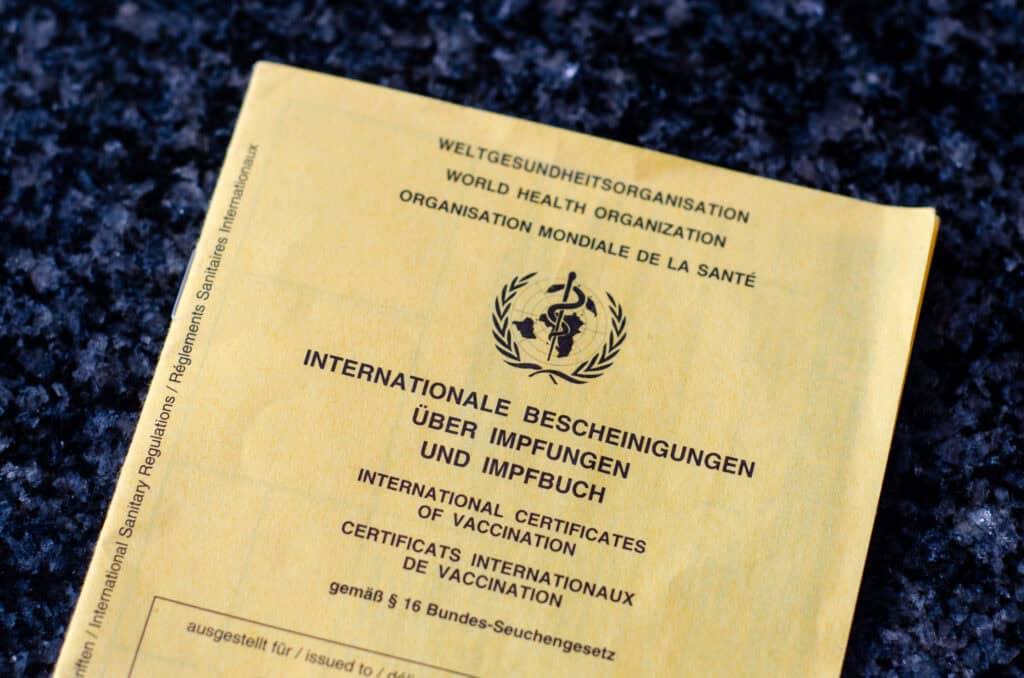 WELTGESUNDHEITSORGANISATION
WORLD HEALTH ORGANIZATION
ORGANISATION MONDIALE DE LA SANTÉ
INTERNATIONALE BESCHEINIGUNGEN
ÜBER IMPFUNGEN
UND IMPFBUCH
INTERNATIONAL CERTIFICATES
OF VACCINATION
CERTIFICATS INTERNATIONAUX
DE VACCINATION
gemäß § 16 Bundes-Seuchengesetz
ausgestellt für / issued to /
/ International Sanitary Regulations / Réglements Sanitaires Internationaux